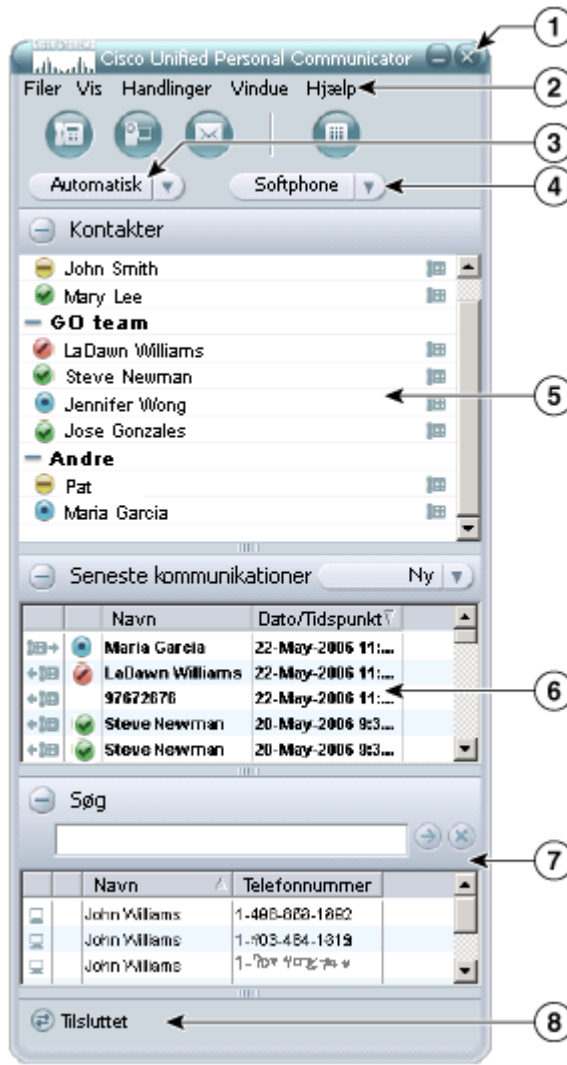 1
Cisco Unified Personal Communicator
Filer Vis Handlinger Vindue Hjælp
2
3
Automatisk Softphone
4
Kontakter
John Smith
Mary Lee
GO team
LaDawn Williams
Steve Newman
5
Jennifer Wong
Jose Gonzales
Andre
Pat
Maria Garcia
Seneste kommunikationer Ny
Navn Dato/Tidspunkt
Maria Garcia 22-May-2006 11:...
LaDawn Williams 22-May-2006 11:...
6
97672676 22-May-2006 11:...
Steve Newman 20-May-2006 9:3...
Steve Newman 20-May-2006 9:3...
Søg
7
Navn Telefonnummer
John Williams
John Williams
John Williams
Tilsluttet
8